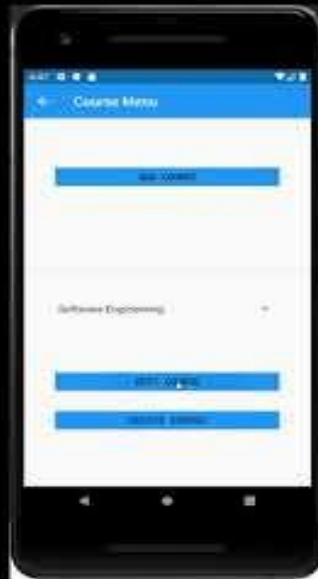 Course Menu
ADD COURSE
Software Engineering
EDIT COURSE
DELETE COURSE